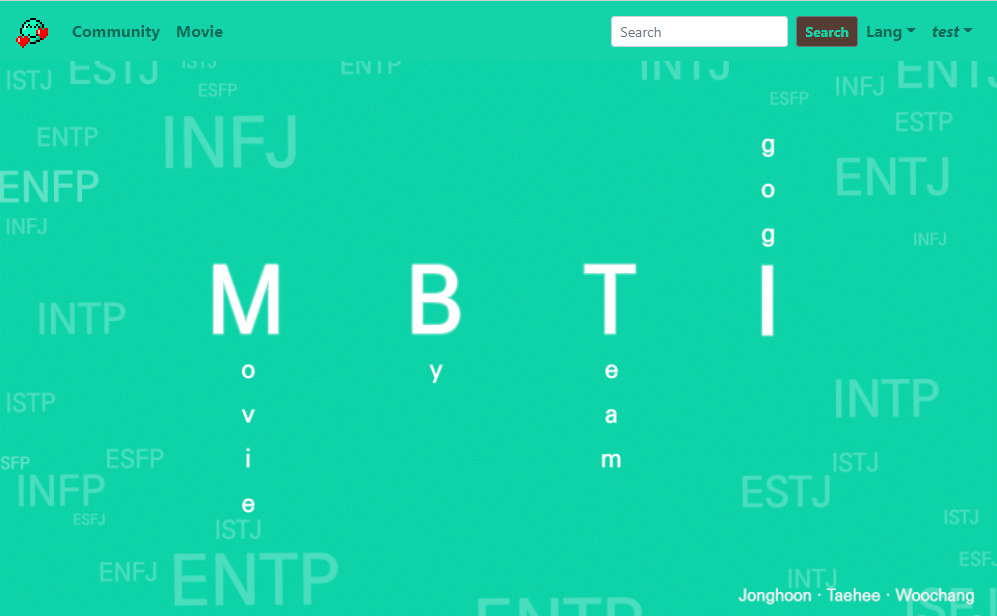 Community Movie Search Search Lang test
ISTJ ESTJ ISTJ ENTP INTJ INFJ ENTJ
ESFP ESFP
ENTP INFJ ESTP
g
ENFP o ENTJ
INFJ g INFJ
M B T I
INTP
o y e
ISTP v a INTP
ESFP i m ISTJ
SFP
INFP ESTJ
e
ESFJ ISTJ ISTJ
ENFJ ENTP INTJ ESF
Jonghoon · Taehee · Woochang
ENTP